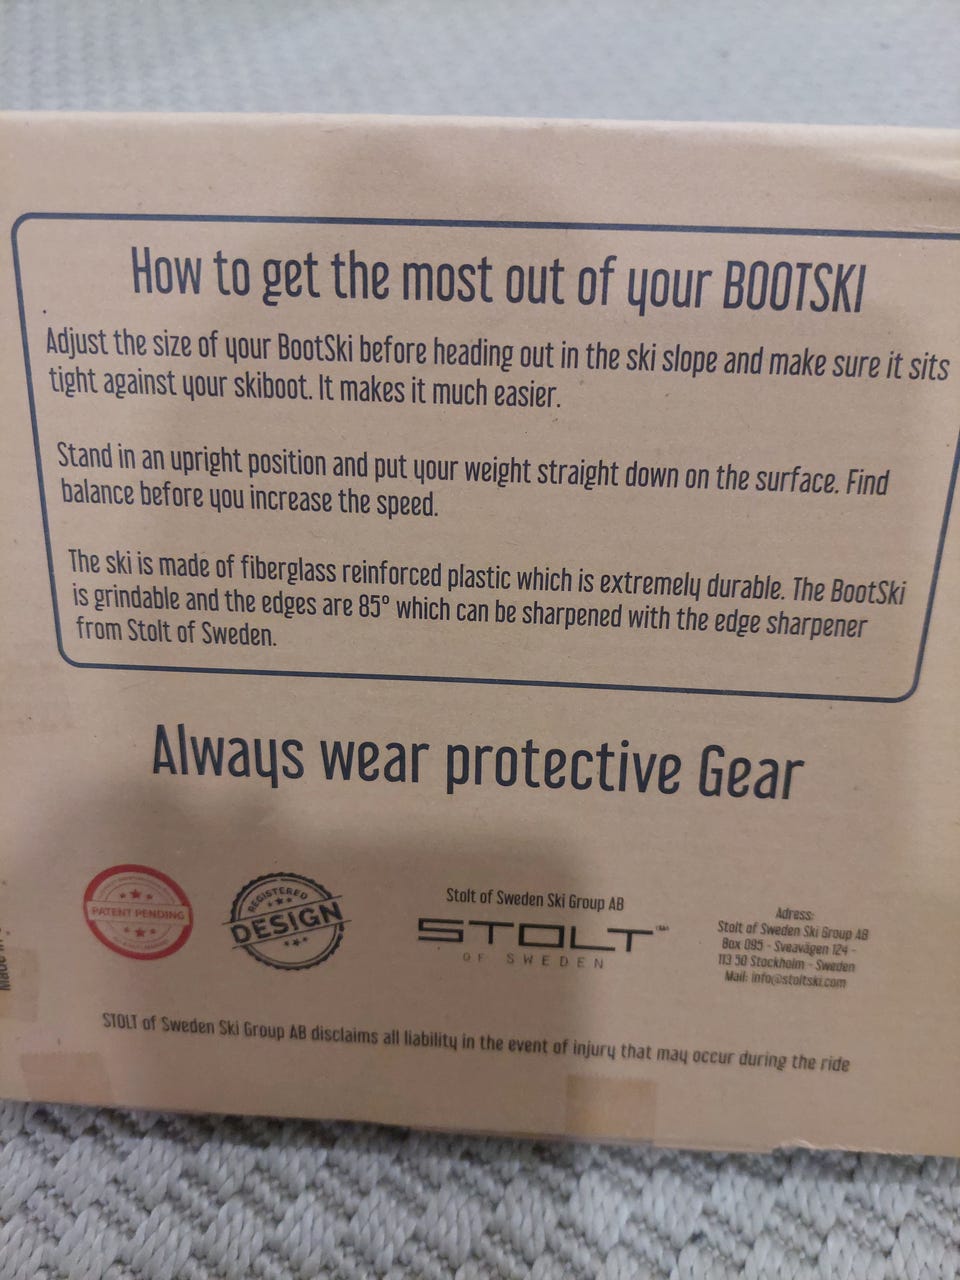 How to get the most out of your BOOTSKI
Adjust the size of your BootSki before heading out in the ski slope and make sure it sits
tight against your skiboot. It makes it much easier.
Stand in an upright position and put your weight straight down on the surface. Find
balance before you increase the speed.
The ski is made of fiberglass reinforced plastic which is extremely durable. The BootSki
is grindable and the edges are 85° which can be sharpened with the edge sharpener
from Stolt of Sweden.
Always wear protective Gear
PATENT PENDING
REGISTERED
DESIGN
Stolt of Sweden Ski Group AB
STOLT
OF SWEDEN
Adress:
Stolt of Sweden Ski Group AB
Box 095 - Sveavägen 124 -
113 50 Stockholm - Sweden
Mail: info@stoltski.com
STOLT of Sweden Ski Group AB disclaims all liability in the event of injury that may occur during the ride